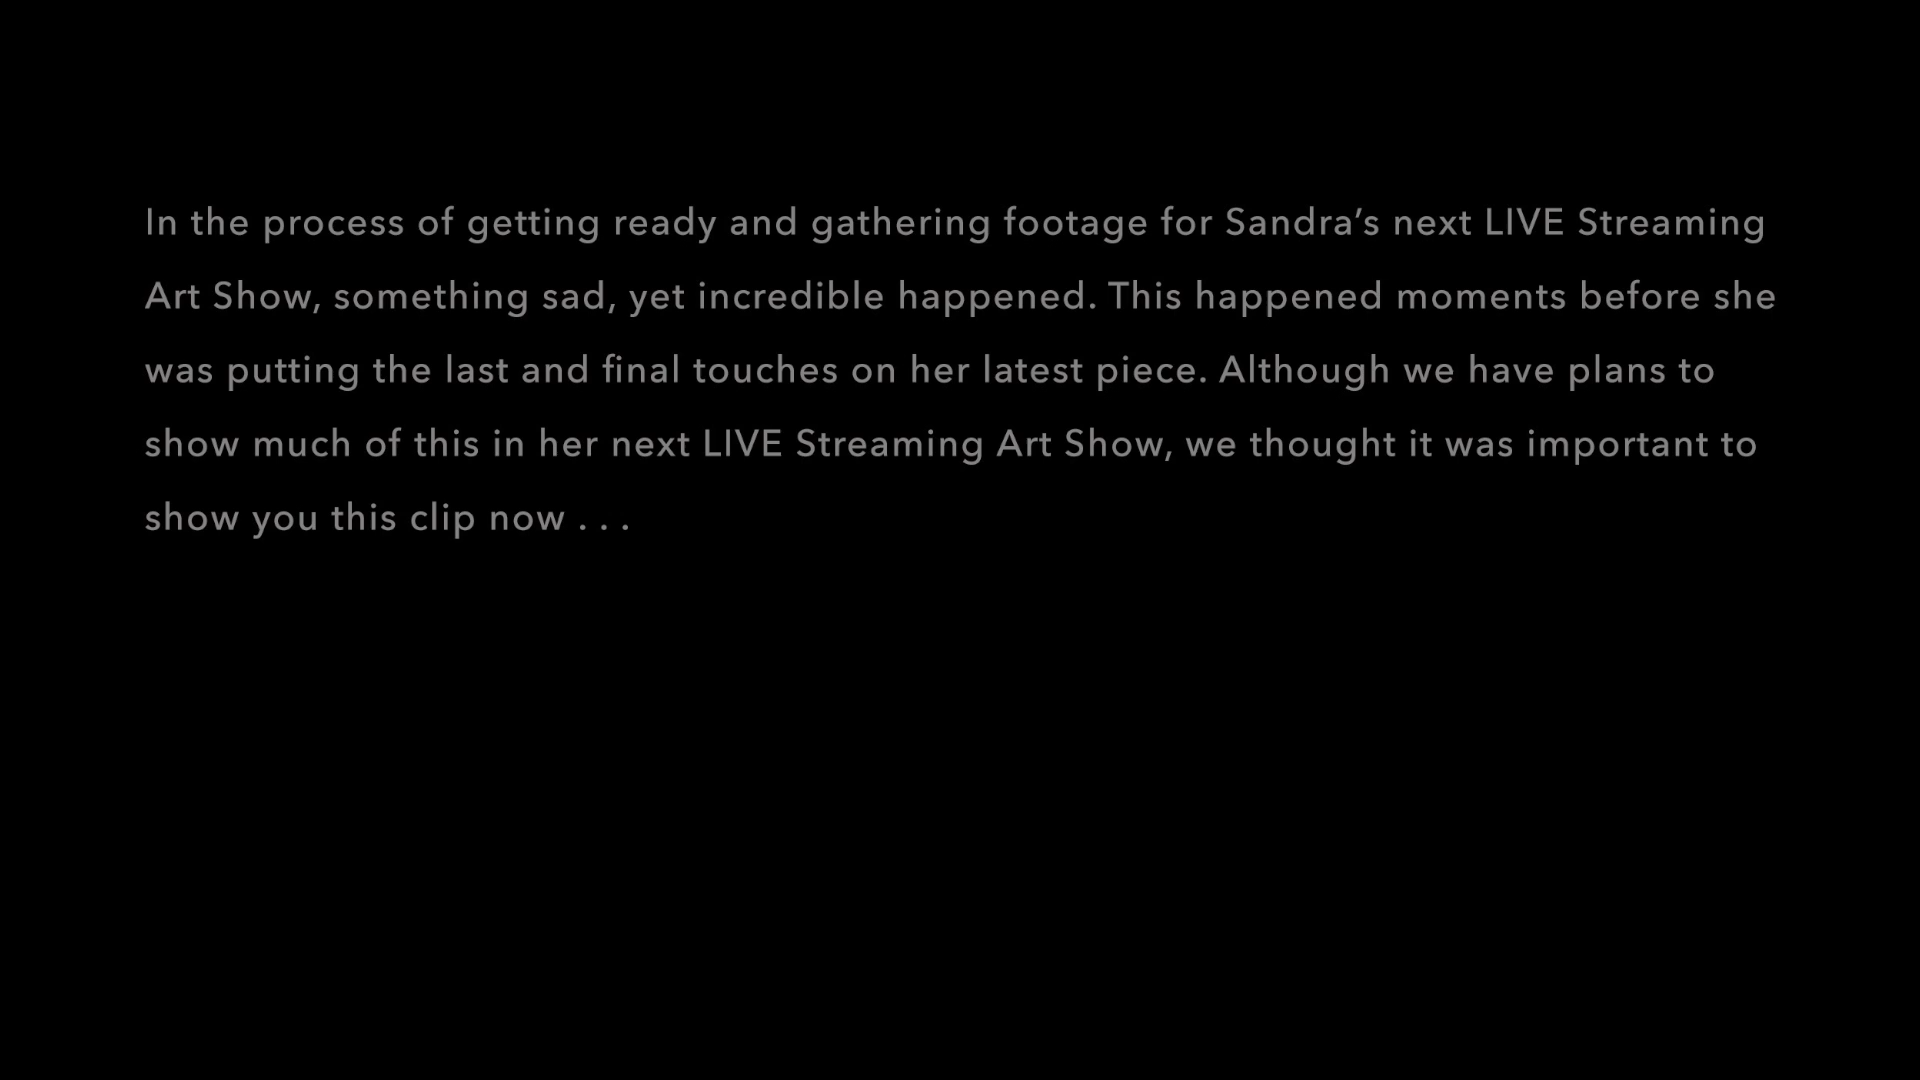 In the process of getting ready and gathering footage for Sandra’s next LIVE Streaming
Art Show, something sad, yet incredible happened. This happened moments before she
was putting the last and final touches on her latest piece. Although we have plans to
show much of this in her next LIVE Streaming Art Show, we thought it was important to
show you this clip now . . .